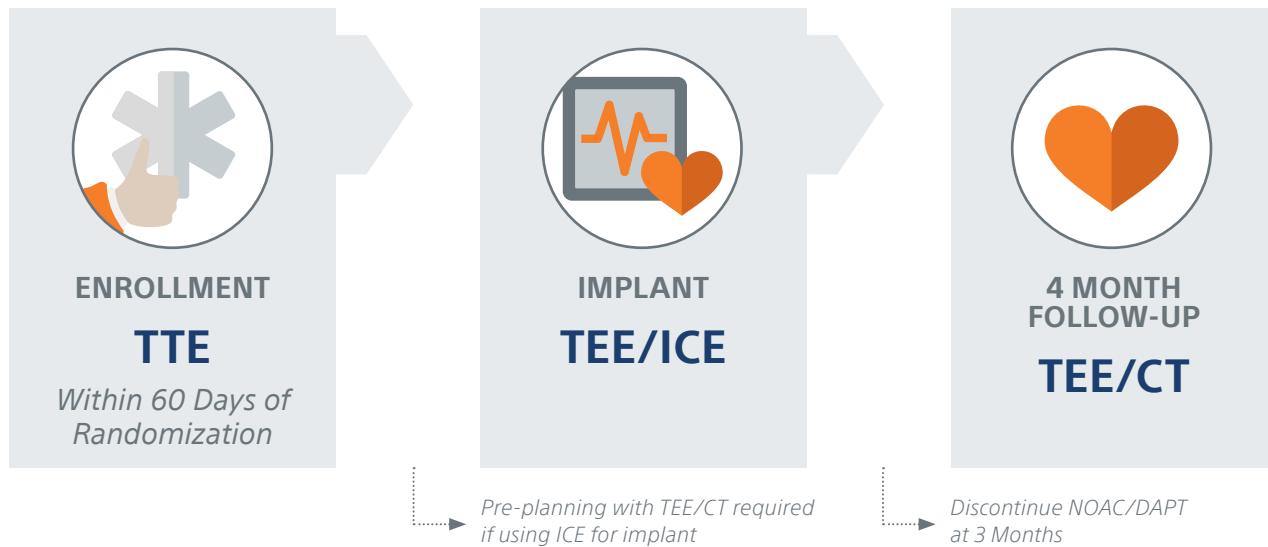 ENROLLMENT
TTE
Within 60 Days of
Randomization
IMPLANT
TEE/ICE
4 MONTH
FOLLOW-UP
TEE/CT
Pre-planning with TEE/CT required
if using ICE for implant
Discontinue NOAC/DAPT
at 3 Months